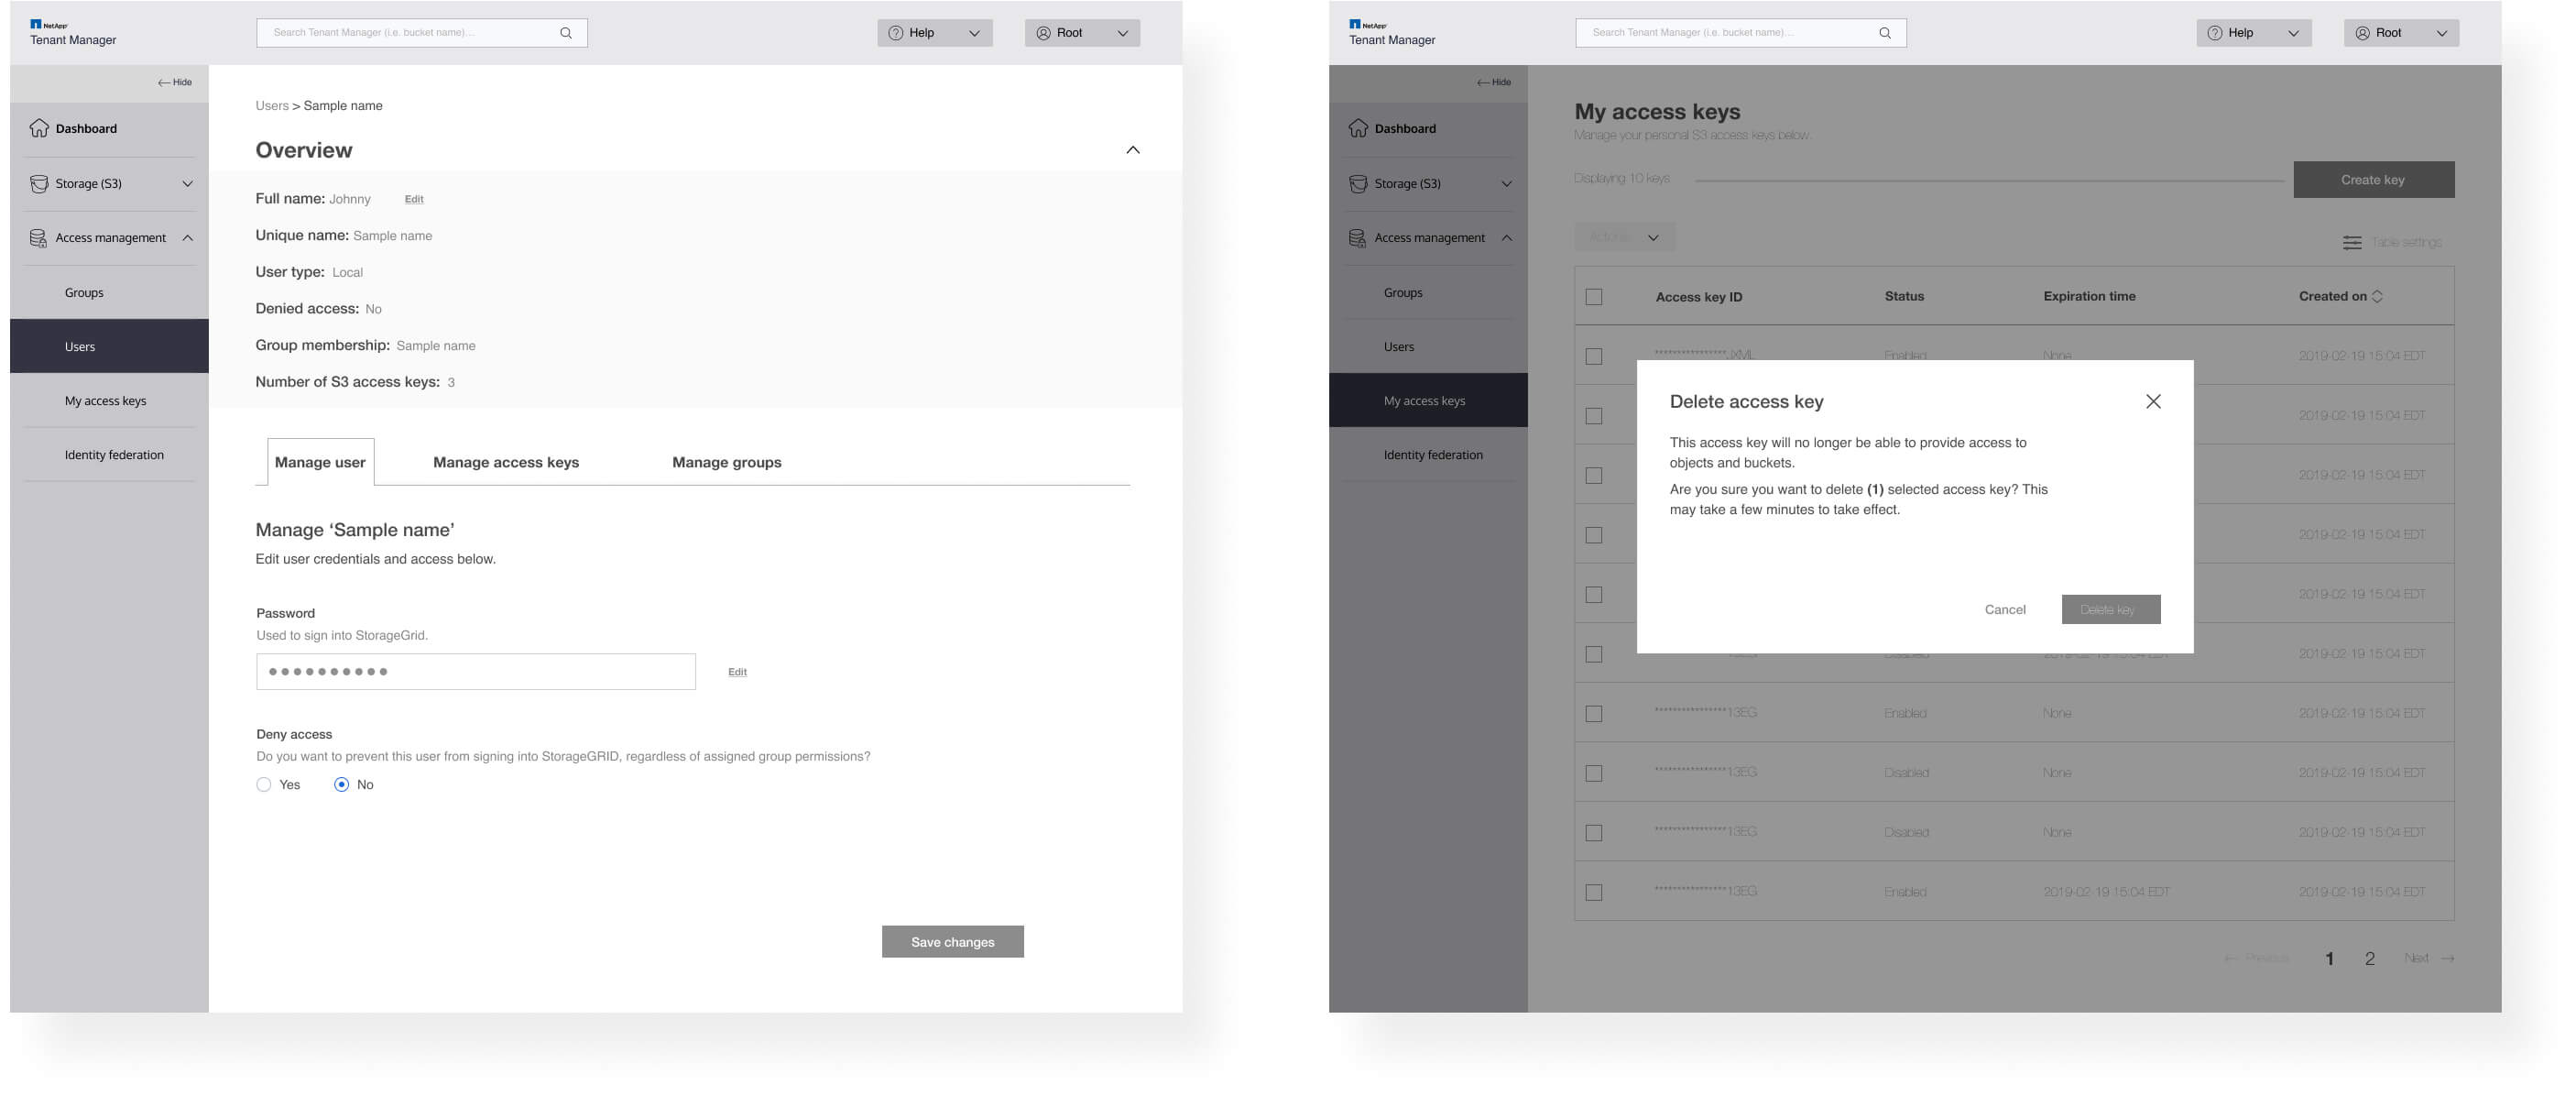 NetApp
Tenant Manager
Search Tenant Manager (i.e. bucket name)...
Help
Root
Hide
Dashboard
Storage (S3)
Access management
Groups
Users
My access keys
Identity federation
Users > Sample name
Overview
Full name: Johnny Edit
Unique name: Sample name
User type: Local
Denied access: No
Group membership: Sample name
Number of S3 access keys: 3
Manage user Manage access keys Manage groups
Manage ‘Sample name’
Edit user credentials and access below.
Password
Used to sign into StorageGrid.
Edit
Deny access
Do you want to prevent this user from signing into StorageGRID, regardless of assigned group permissions?
Yes No
Save changes
NetApp
Tenant Manager
Search Tenant Manager (i.e. bucket name)...
Help
Root
Hide
Dashboard
Storage (S3)
Access management
Groups
Users
My access keys
Identity federation
My access keys
Manage your personal S3 access keys below.
Displaying 10 keys
Create key
Actions
Table settings
Access key ID Status Expiration time Created on
****************JXML Enabled None 2019-02-19 15:04 EDT
2019-02-19 15:04 EDT
2019-02-19 15:04 EDT
2019-02-19 15:04 EDT
2019-02-19 15:04 EDT
2019-02-19 15:04 EDT
****************13EG Enabled None 2019-02-19 15:04 EDT
****************13EG Disabled None 2019-02-19 15:04 EDT
****************13EG Disabled None 2019-02-19 15:04 EDT
****************13EG Enabled 2019-02-19 15:04 EDT 2019-02-19 15:04 EDT
Previous 1 2 Next
Delete access key
This access key will no longer be able to provide access to
objects and buckets.
Are you sure you want to delete (1) selected access key? This
may take a few minutes to take effect.
Cancel
Delete key